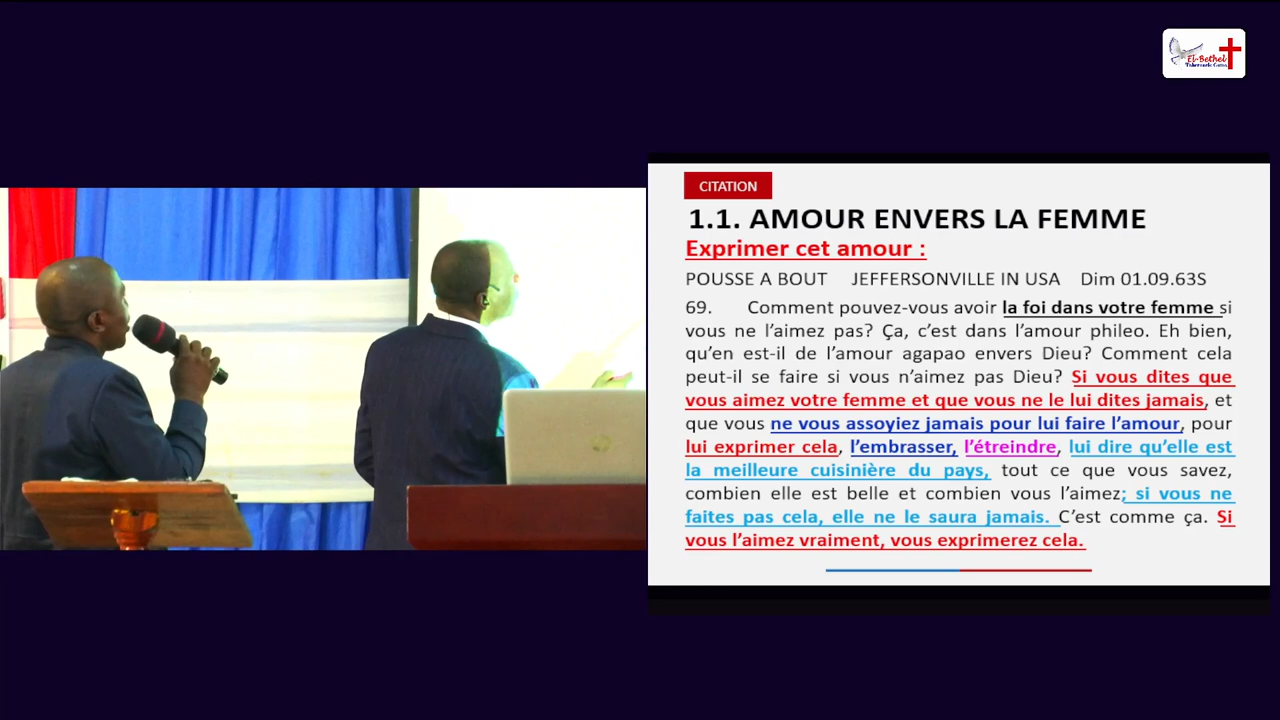 El-Bethel
CITATION
1.1. AMOUR ENVERS LA FEMME
Exprimer cet amour :
POUSSE A BOUT JEFFERSONVILLE IN USA Dim 01.09.63S
69. Comment pouvez-vous avoir la foi dans votre femme si
vous ne l’aimez pas? Ça, c’est dans l’amour phileo. Eh bien,
qu’en est-il de l’amour agapao envers Dieu? Comment cela
peut-il se faire si vous n’aimez pas Dieu? Si vous dites que
vous aimez votre femme et que vous ne le lui dites jamais, et
que vous ne vous assoyiez jamais pour lui faire l’amour, pour
lui exprimer cela, l’embrasser, l’étreindre, lui dire qu’elle est
la meilleure cuisinière du pays, tout ce que vous savez,
combien elle est belle et combien vous l’aimez; si vous ne
faites pas cela, elle ne le saura jamais. C’est comme ça. Si
vous l’aimez vraiment, vous exprimerez cela.